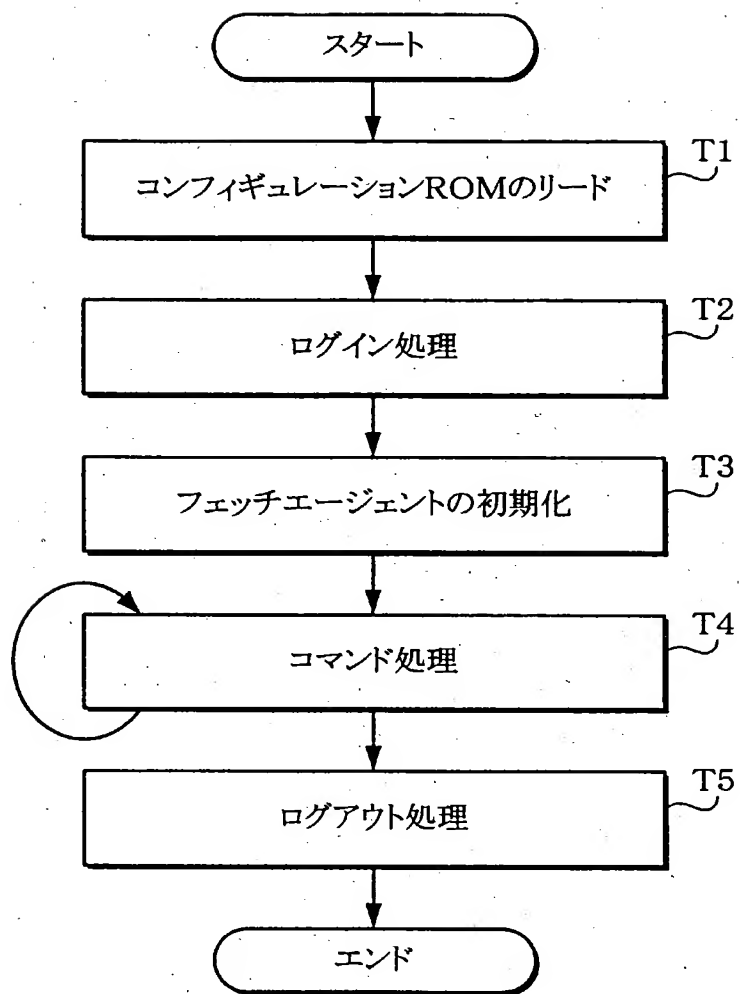 スタート
コンフィギュレーションROMのリード
T1
ログイン処理
T2
フェッチエージェントの初期化
T3
コマンド処理
T4
ログアウト処理
T5
エンド